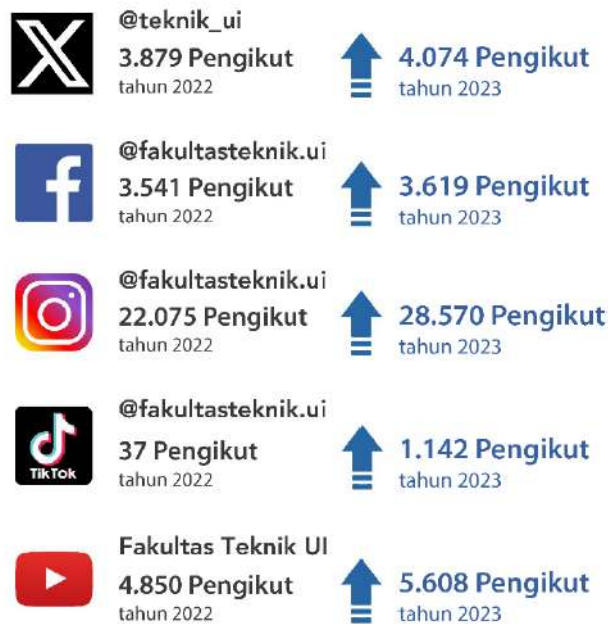 @teknik_ui
3.879 Pengikut
tahun 2022
4.074 Pengikut
tahun 2023
@fakultasteknik.ui
3.541 Pengikut
tahun 2022
3.619 Pengikut
tahun 2023
@fakultasteknik.ui
22.075 Pengikut
tahun 2022
28.570 Pengikut
tahun 2023
TikTok
@fakultasteknik.ui
37 Pengikut
tahun 2022
1.142 Pengikut
tahun 2023
Fakultas Teknik UI
4.850 Pengikut
tahun 2022
5.608 Pengikut
tahun 2023